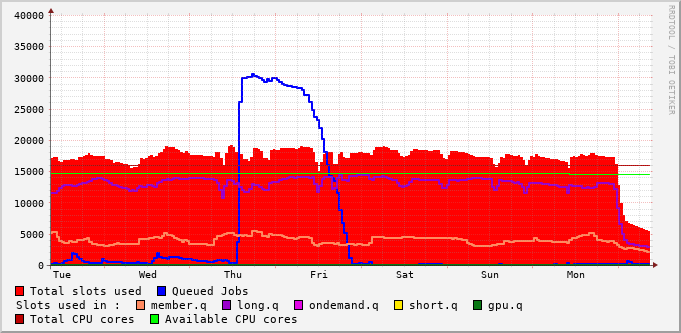 40000
35000
30000
25000
20000
15000
10000
5000
0
Tue Wed Thu Fri Sat Sun Mon
RRDTOOL / TOBI OETIKER
Total slots used Queued Jobs
Slots used in : member.q long.q ondemand.q short.q gpu.q
Total CPU cores Available CPU cores